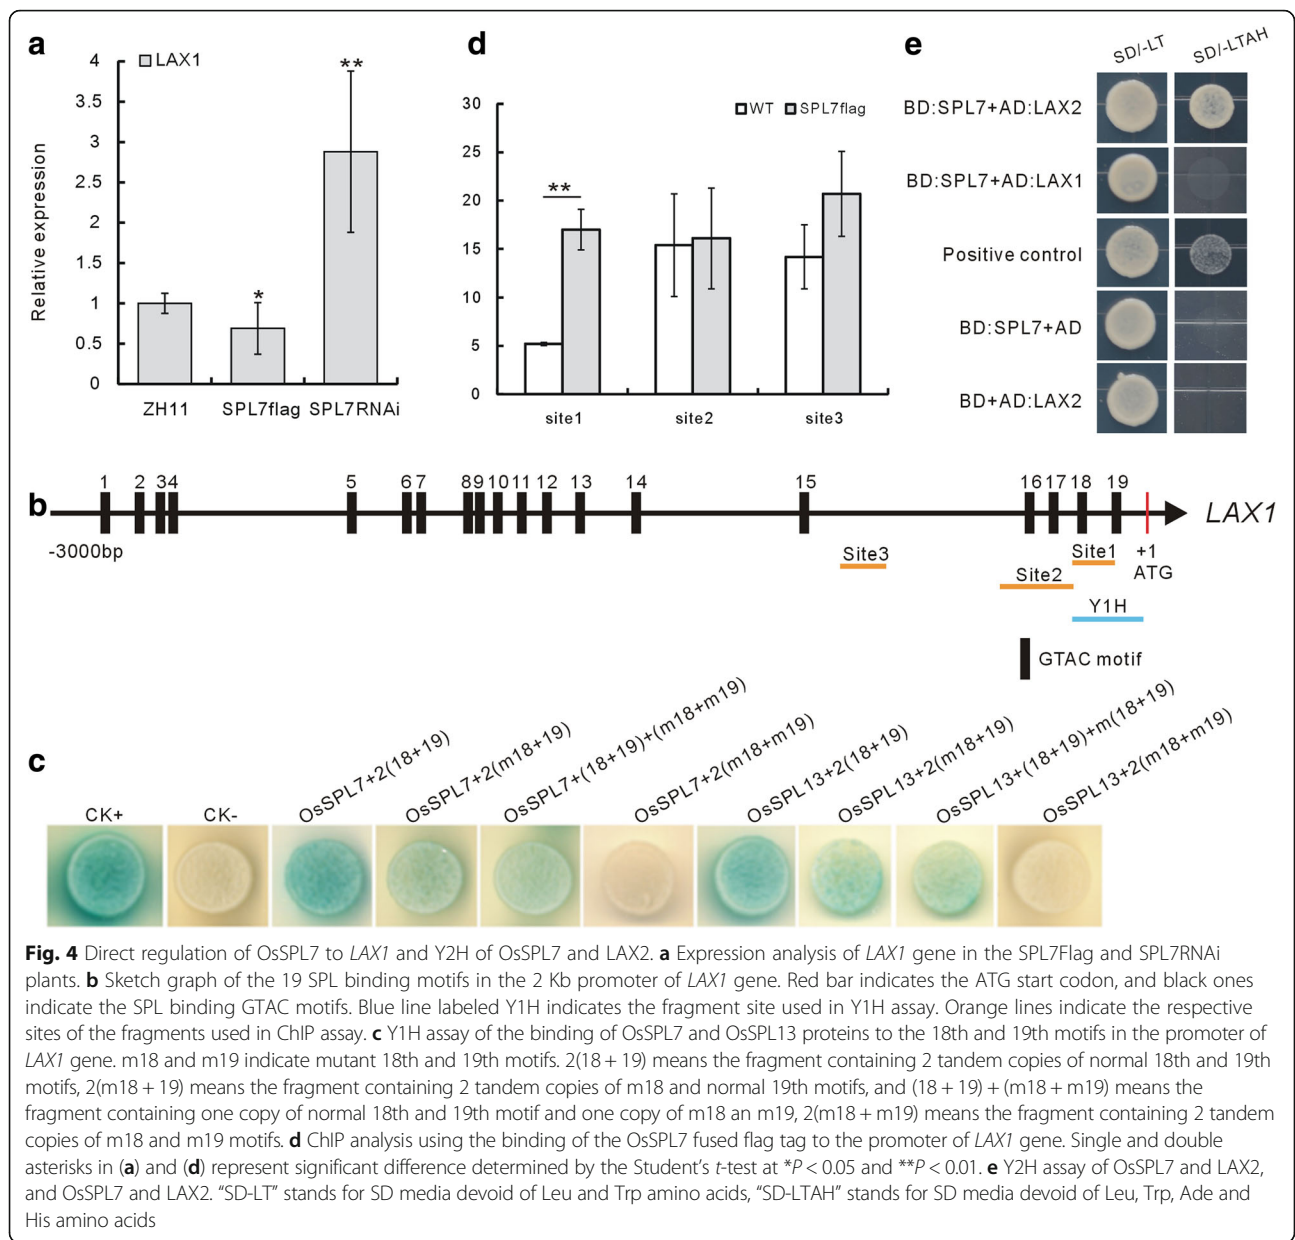 a
LAX1
4
3.5
3
2.5
2
1.5
1
0.5
0
Relative expression
*
**
ZH11 SPL7flag SPL7RNAi
d
30
25
20
15
10
5
0
WT SPL7flag
**
site1 site2 site3
e
SD/-LT SD/-LTAH
BD:SPL7+AD:LAX2
BD:SPL7+AD:LAX1
Positive control
BD:SPL7+AD
BD+AD:LAX2
b
1 2 3 4 5 6 7 8 9 10 11 12 13 14 15 16 17 18 19
LAX1
-3000bp
Site3
Site2
Site1
+1
ATG
Y1H
GTAC motif
c
CK+
CK-
OsSPL7+2(18+19)
OsSPL7+2(m18+19)
OsSPL7+(18+19)+(m18+m19)
OsSPL7+2(m18+m19)
OsSPL13+2(18+19)
OsSPL13+2(m18+19)
OsSPL13+(18+19)+m(18+19)
OsSPL13+2(m18+m19)
Fig. 4 Direct regulation of OsSPL7 to LAX1 and Y2H of OsSPL7 and LAX2. a Expression analysis of LAX1 gene in the SPL7Flag and SPL7RNAi
plants. b Sketch graph of the 19 SPL binding motifs in the 2 Kb promoter of LAX1 gene. Red bar indicates the ATG start codon, and black ones
indicate the SPL binding GTAC motifs. Blue line labeled Y1H indicates the fragment site used in Y1H assay. Orange lines indicate the respective
sites of the fragments used in ChIP assay. c Y1H assay of the binding of OsSPL7 and OsSPL13 proteins to the 18th and 19th motifs in the promoter of
LAX1 gene. m18 and m19 indicate mutant 18th and 19th motifs. 2(18 + 19) means the fragment containing 2 tandem copies of normal 18th and 19th
motifs, 2(m18 + 19) means the fragment containing 2 tandem copies of m18 and normal 19th motifs, and (18 + 19) + (m18 + m19) means the
fragment containing one copy of normal 18th and 19th motif and one copy of m18 an m19, 2(m18 + m19) means the fragment containing 2 tandem
copies of m18 and m19 motifs. d ChIP analysis using the binding of the OsSPL7 fused flag tag to the promoter of LAX1 gene. Single and double
asterisks in (a) and (d) represent significant difference determined by the Student's t-test at *P < 0.05 and **P < 0.01. e Y2H assay of OsSPL7 and LAX2,
and OsSPL7 and LAX2. "SD-LT" stands for SD media devoid of Leu and Trp amino acids, "SD-LTAH" stands for SD media devoid of Leu, Trp, Ade and
His amino acids